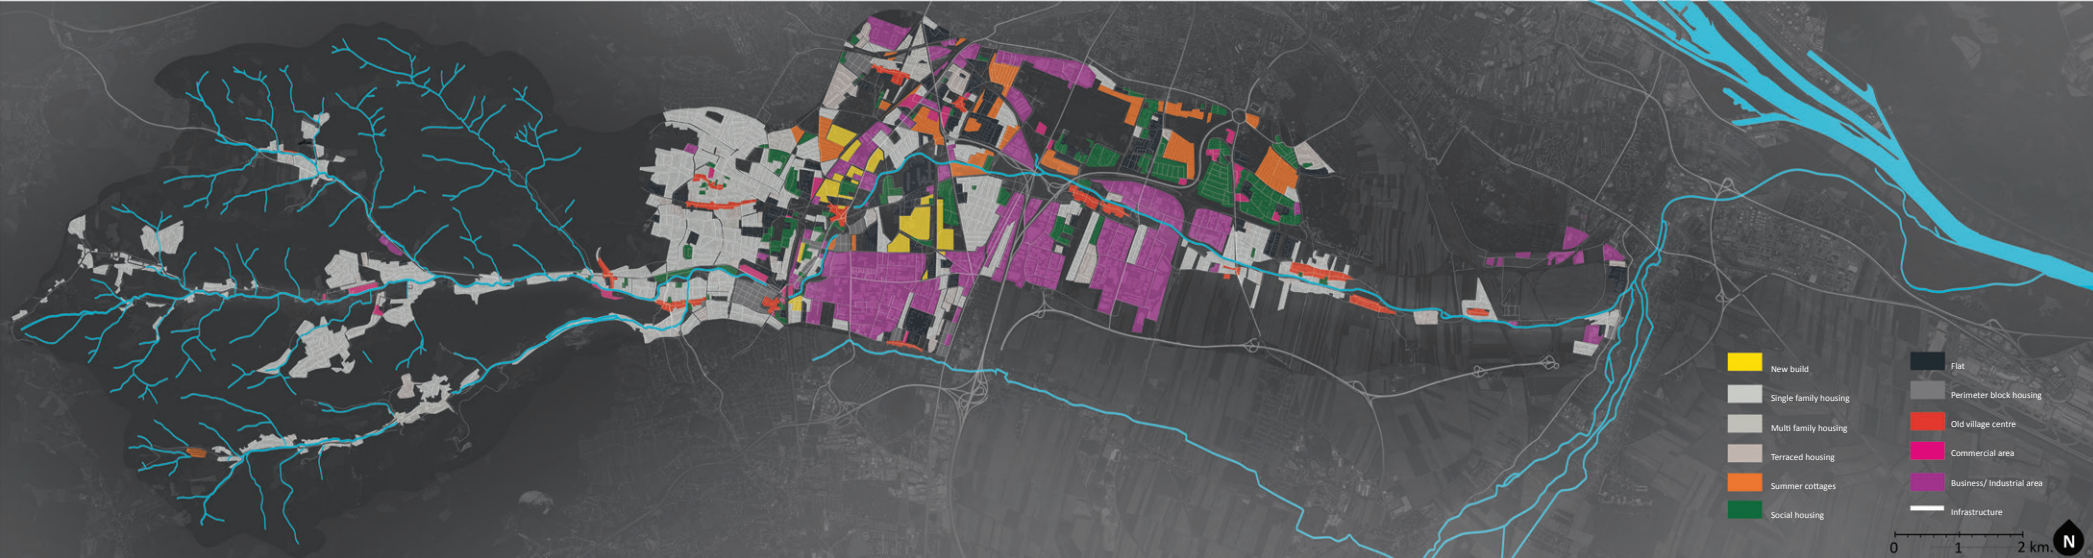 New build
Single family housing
Multi family housing
Terraced housing
Summer cottages
Social housing
Flat
Perimeter block housing
Old village centre
Commercial area
Business/ Industrial area
Infrastructure
0 1 2 km.
N